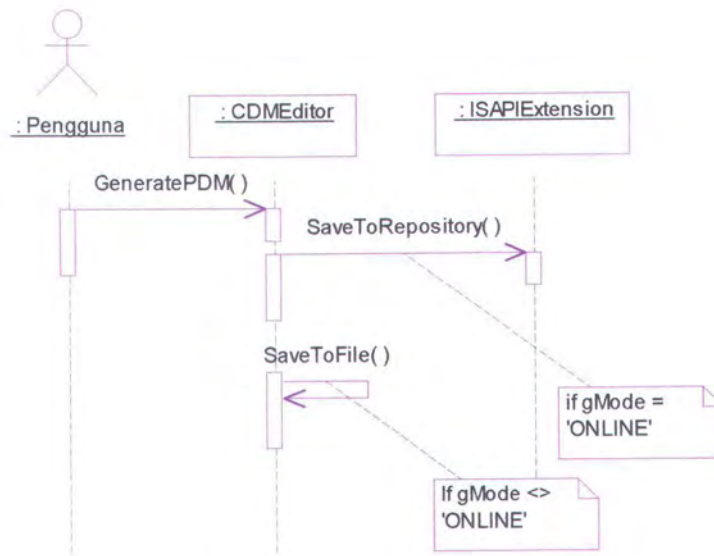 : Pengguna
: CDMEditor
: ISAPIExtension
GeneratePDM( )
SaveToRepository( )
SaveToFile( )
if gMode =
'ONLINE'
If gMode <>
'ONLINE'